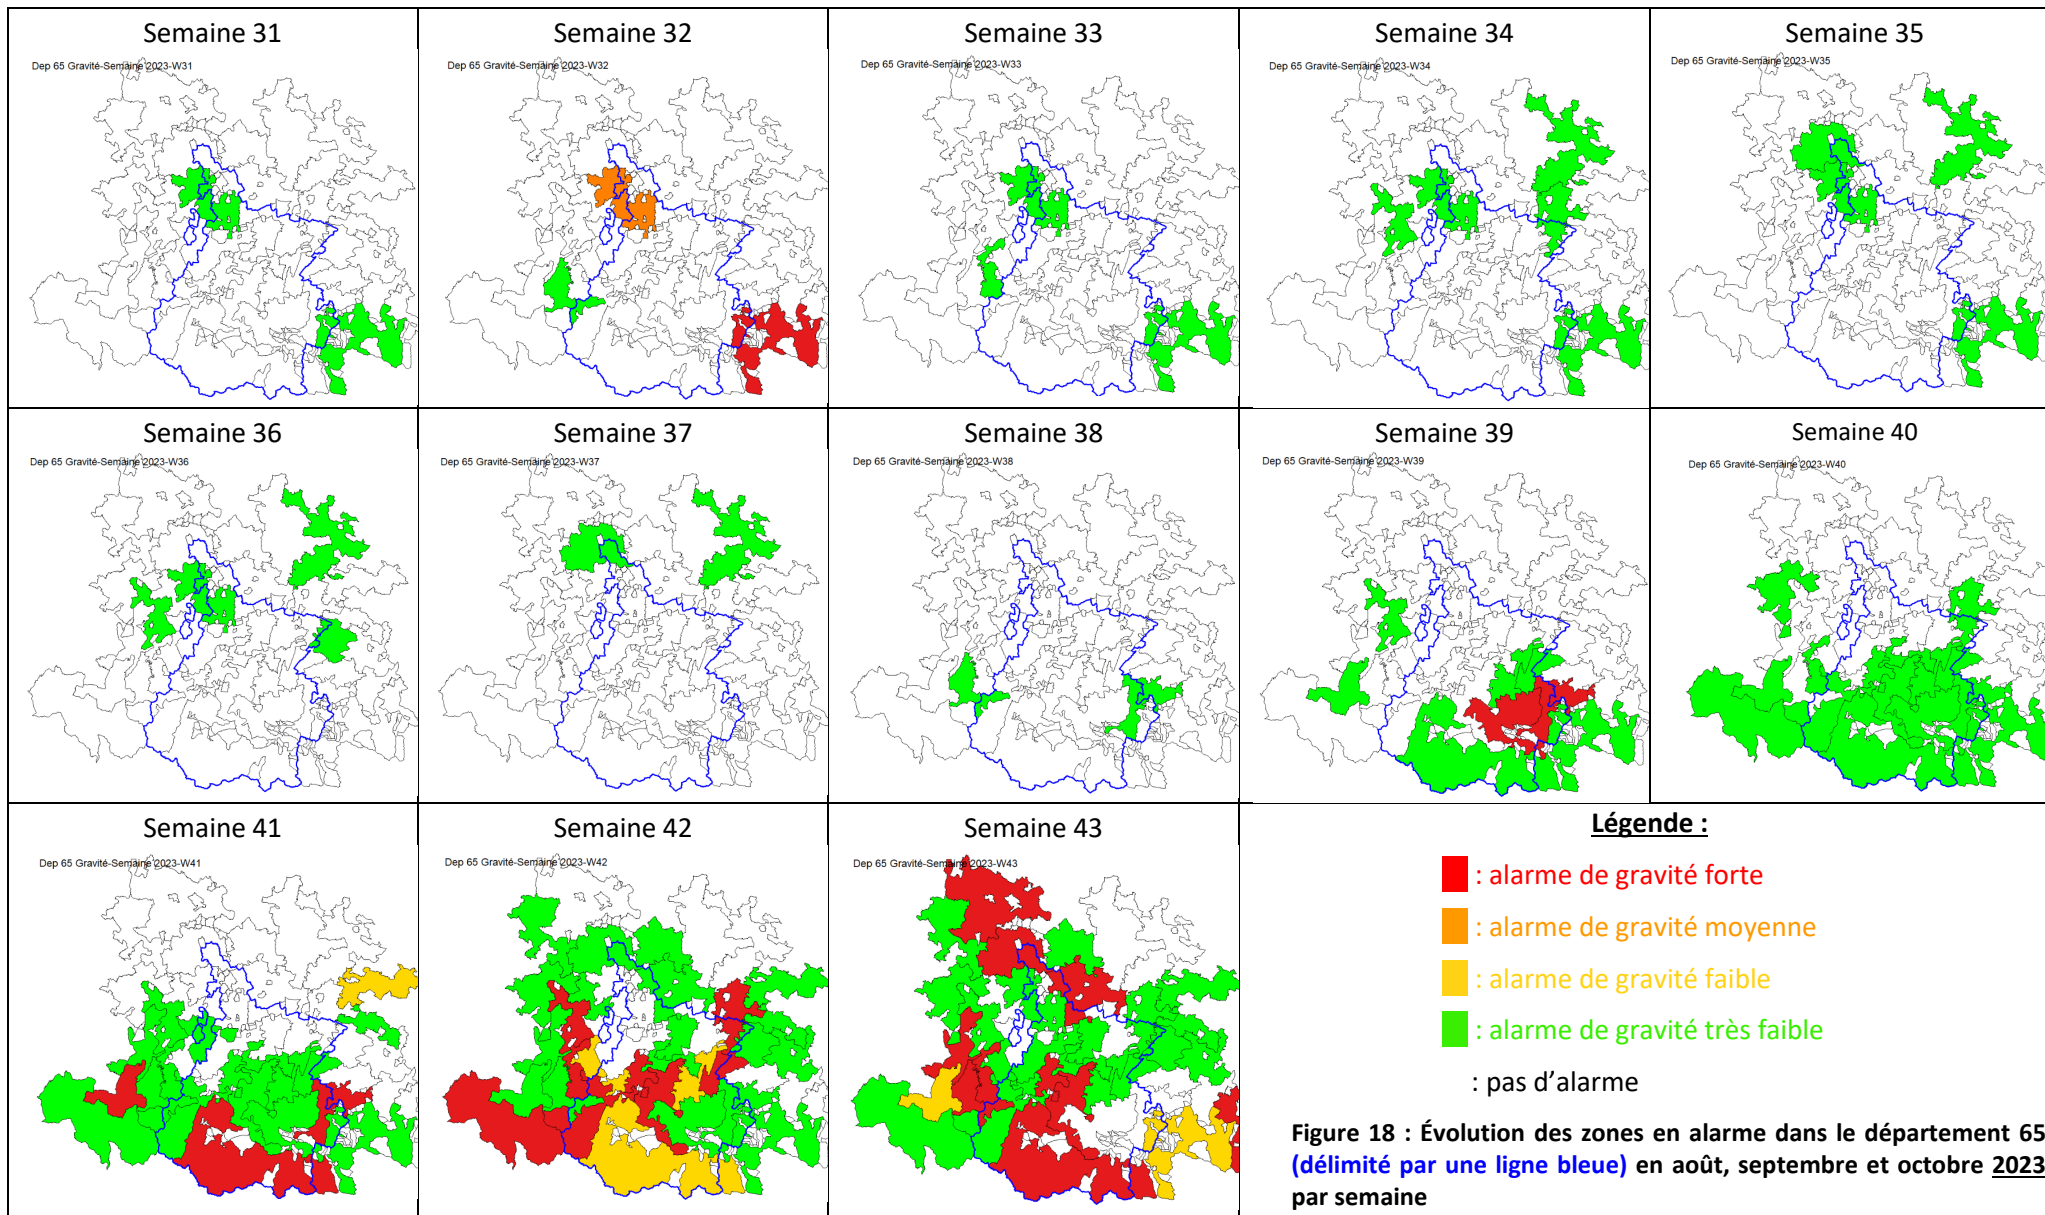 Semaine 31
Dep 65 Gravité-Semaine 2023-W31
Semaine 32
Dep 65 Gravité-Semaine 2023-W32
Semaine 33
Dep 65 Gravité-Semaine 2023-W33
Semaine 34
Dep 65 Gravité-Semaine 2023-W34
Semaine 35
Dep 65 Gravité-Semaine 2023-W35
Semaine 36
Dep 65 Gravité-Semaine 2023-W36
Semaine 37
Dep 65 Gravité-Semaine 2023-W37
Semaine 38
Dep 65 Gravité-Semaine 2023-W38
Semaine 39
Dep 65 Gravité-Semaine 2023-W39
Semaine 40
Dep 65 Gravité-Semaine 2023-W40
Semaine 41
Dep 65 Gravité-Semaine 2023-W41
Semaine 42
Dep 65 Gravité-Semaine 2023-W42
Semaine 43
Dep 65 Gravité-Semaine 2023-W43
Légende :
: alarme de gravité forte
: alarme de gravité moyenne
: alarme de gravité faible
: alarme de gravité très faible
: pas d’alarme
Figure 18 : Évolution des zones en alarme dans le département 65
(délimité par une ligne bleue) en août, septembre et octobre 2023
par semaine